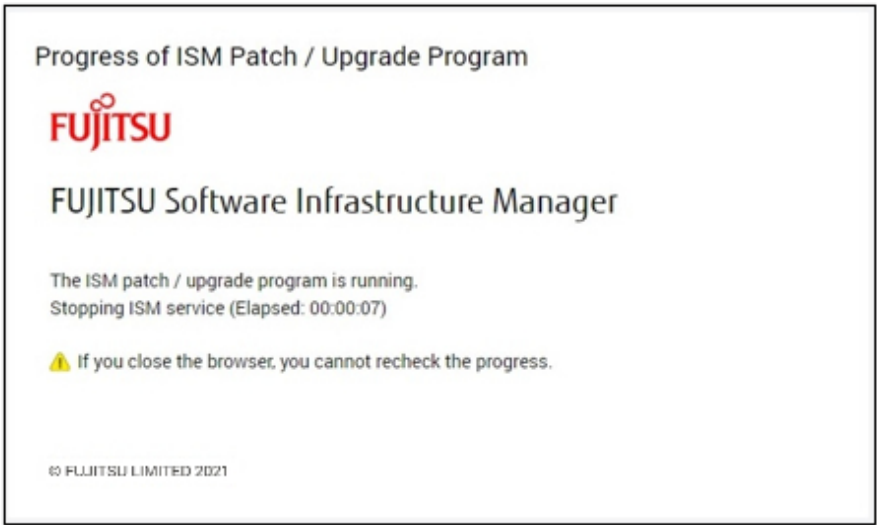 Progress of ISM Patch / Upgrade Program
FUJITSU
FUJITSU Software Infrastructure Manager
The ISM patch / upgrade program is running.
Stopping ISM service (Elapsed: 00:00:07)
If you close the browser, you cannot recheck the progress.
© FUJITSU LIMITED 2021